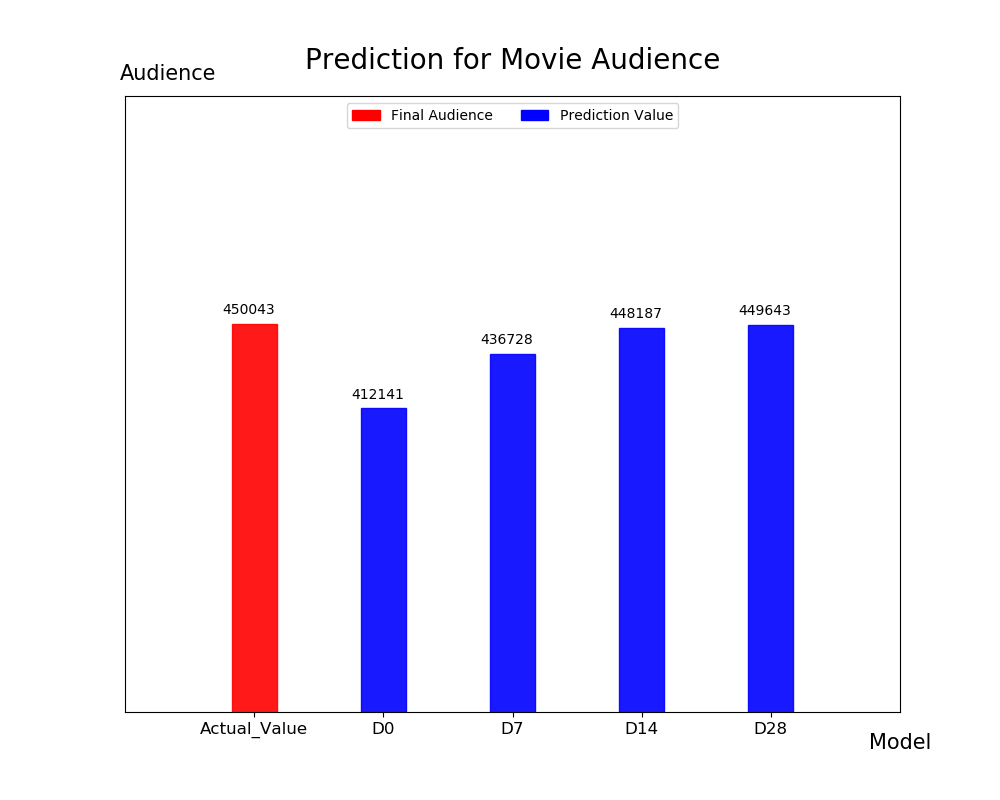 Prediction for Movie Audience
Audience
Final Audience Prediction Value
450043
412141
436728
448187
449643
Actual_Value D0 D7 D14 D28
Model